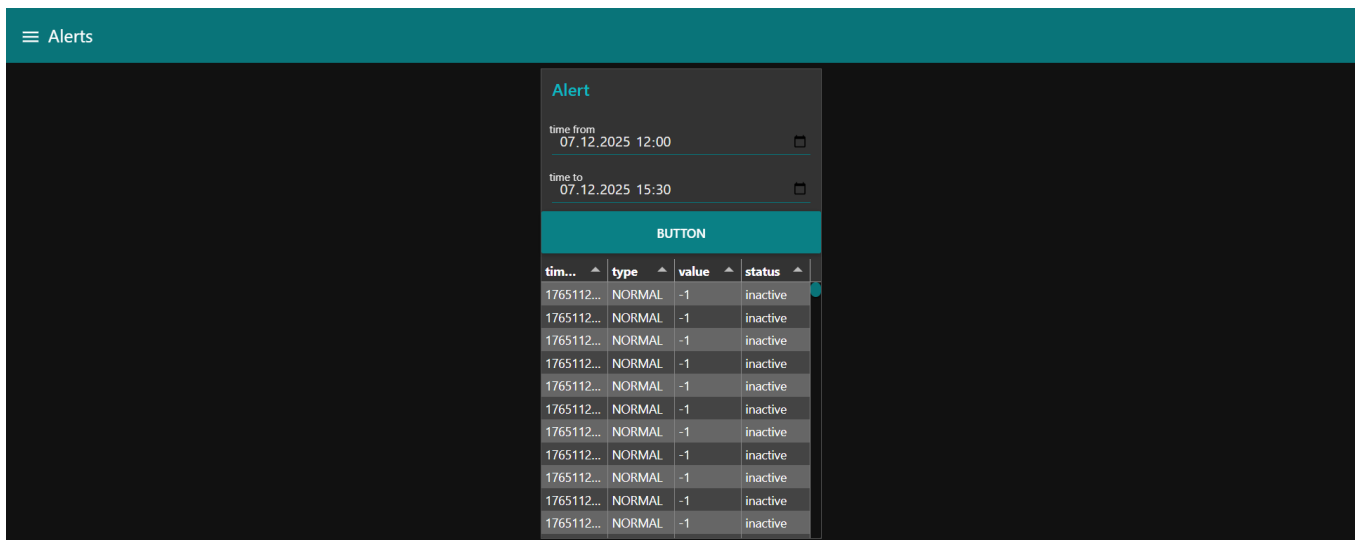 Alerts
Alert
time from
07.12.2025 12:00
time to
07.12.2025 15:30
BUTTON
tim... type value status
1765112... NORMAL -1 inactive
1765112... NORMAL -1 inactive
1765112... NORMAL -1 inactive
1765112... NORMAL -1 inactive
1765112... NORMAL -1 inactive
1765112... NORMAL -1 inactive
1765112... NORMAL -1 inactive
1765112... NORMAL -1 inactive
1765112... NORMAL -1 inactive
1765112... NORMAL -1 inactive
1765112... NORMAL -1 inactive